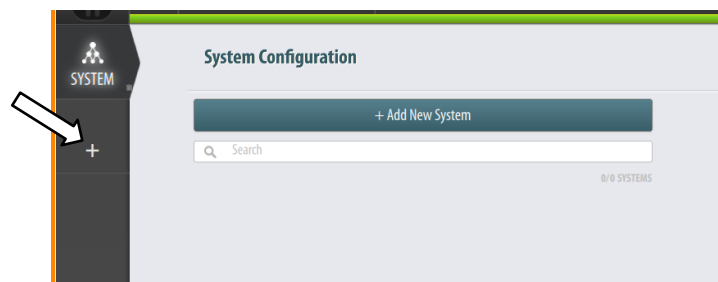 SYSTEM
System Configuration
+ Add New System
+
Search
0/0 SYSTEMS